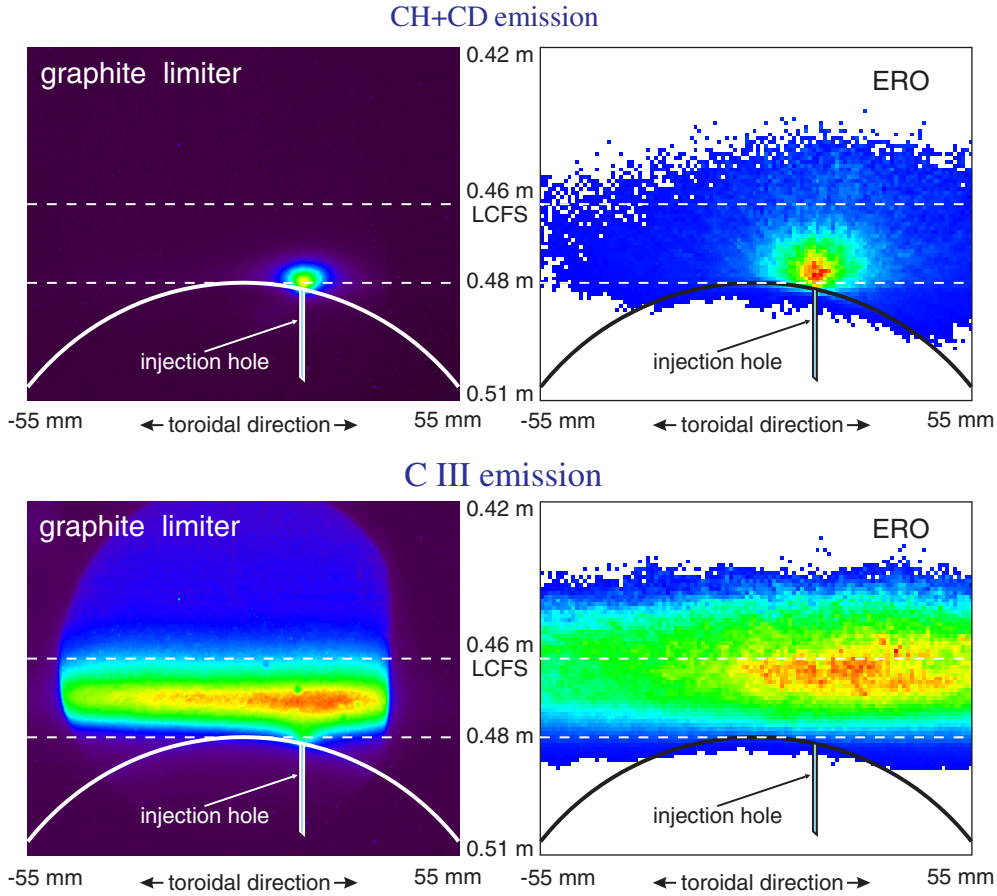 CH+CD emission
graphite limiter
0.42 m
ERO
0.46 m
LCFS
0.48 m
injection hole
injection hole
0.51 m
-55 mm
← toroidal direction →
55 mm
-55 mm
← toroidal direction →
55 mm
C III emission
graphite limiter
0.42 m
ERO
0.46 m
LCFS
0.48 m
injection hole
injection hole
0.51 m
-55 mm
← toroidal direction →
55 mm
-55 mm
← toroidal direction →
55 mm